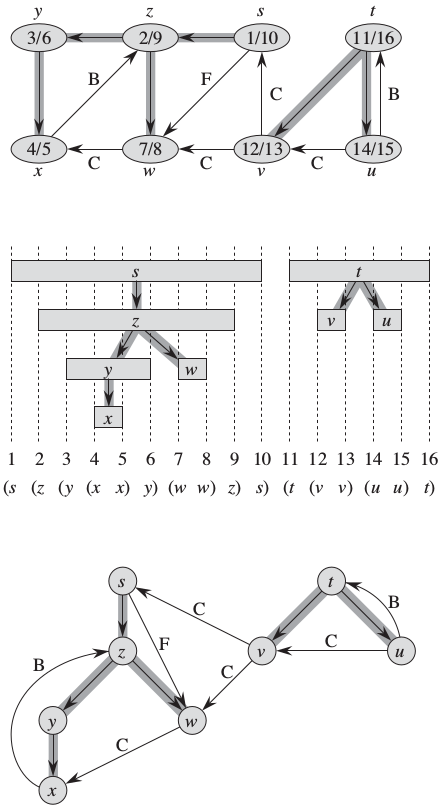 y z s t
3/6 2/9 1/10 11/16
B F C B
4/5 7/8 12/13 14/15
x C w C v C u
s t
z v u
y w
x
1 2 3 4 5 6 7 8 9 10 11 12 13 14 15 16
(s (z (y (x x) y) (w w) z) s) (t (v v) (u u) t)
s t
C B
F
B z v C u
C
y w
C
x